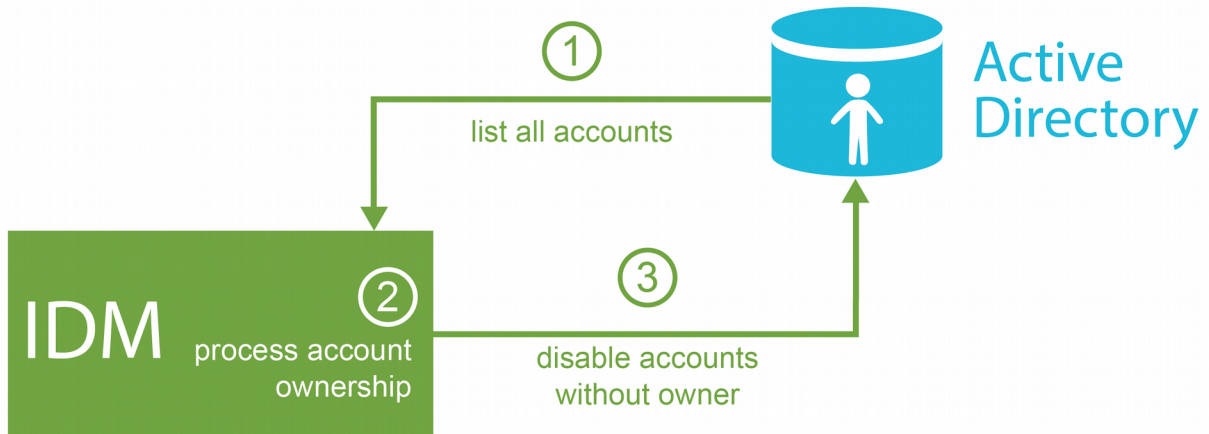 1
list all accounts
Active
Directory
IDM
2
process account
ownership
3
disable accounts
without owner